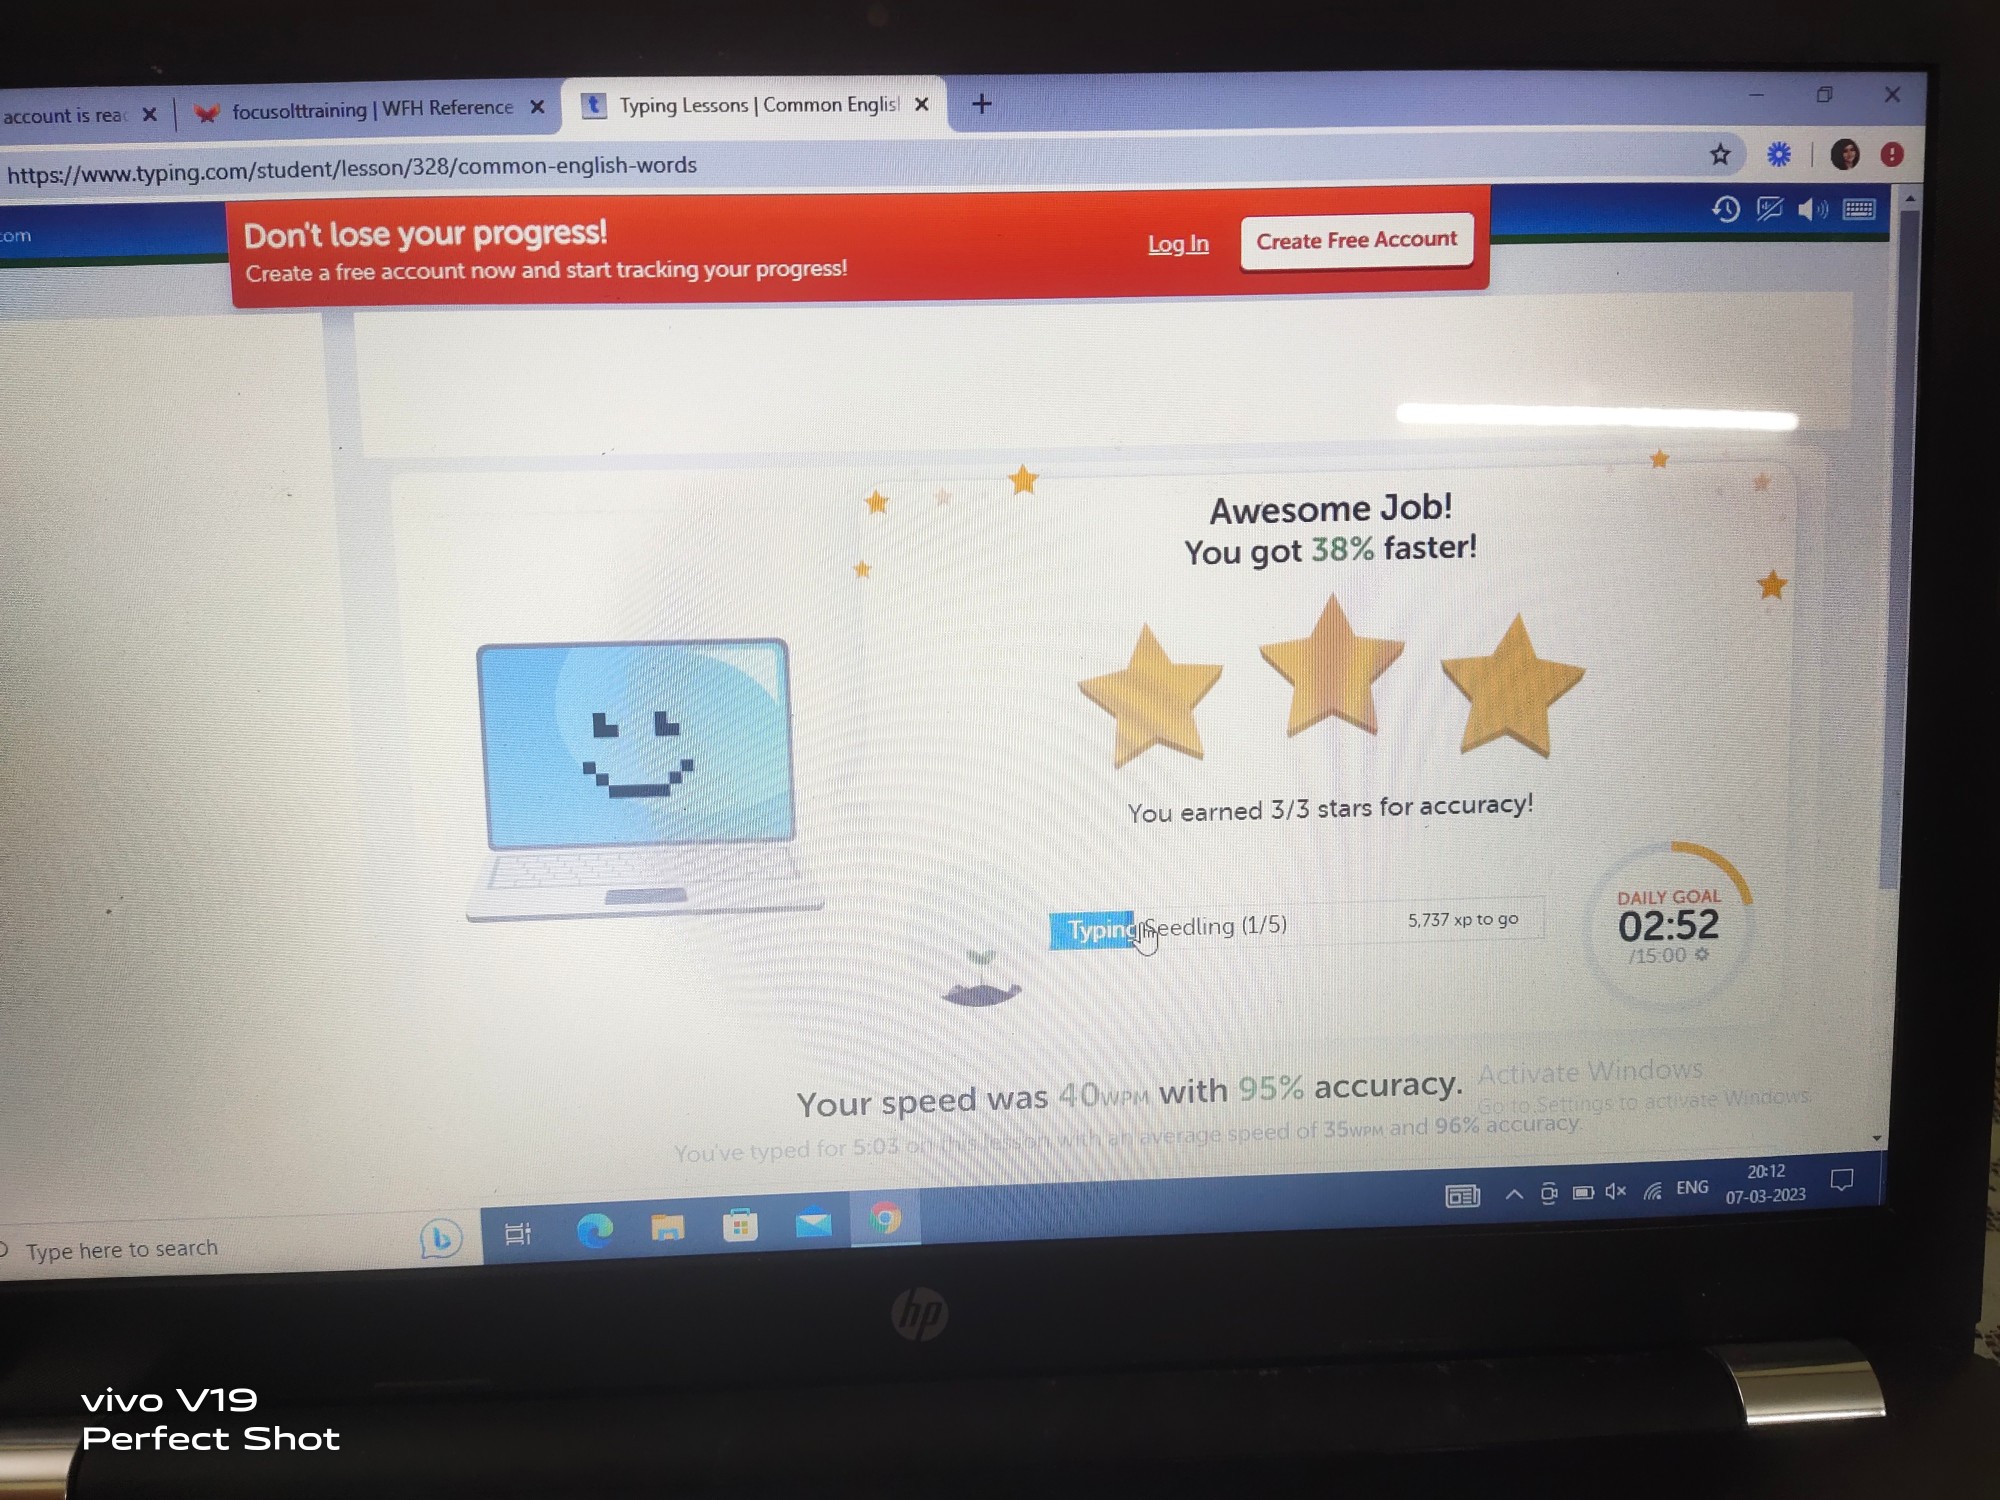 account is rea
focusolttraining | WFH Reference
Typing Lessons | Common Englis
https://www.typing.com/student/lesson/328/common-english-words
com
Don't lose your progress!
Create a free account now and start tracking your progress!
Log In
Create Free Account
Awesome Job!
You got 38% faster!
You earned 3/3 stars for accuracy!
Typing Seedling (1/5)
5,737 xp to go
DAILY GOAL
02:52
/15:00
Your speed was 40WPM with 95% accuracy.
You've typed for 5:03 on this lesson with an average speed of 35WPM and 96% accuracy.
Activate Windows
Go to Settings to activate Windows.
Type here to search
ENG
20:12
07-03-2023
hp
vivo V19
Perfect Shot